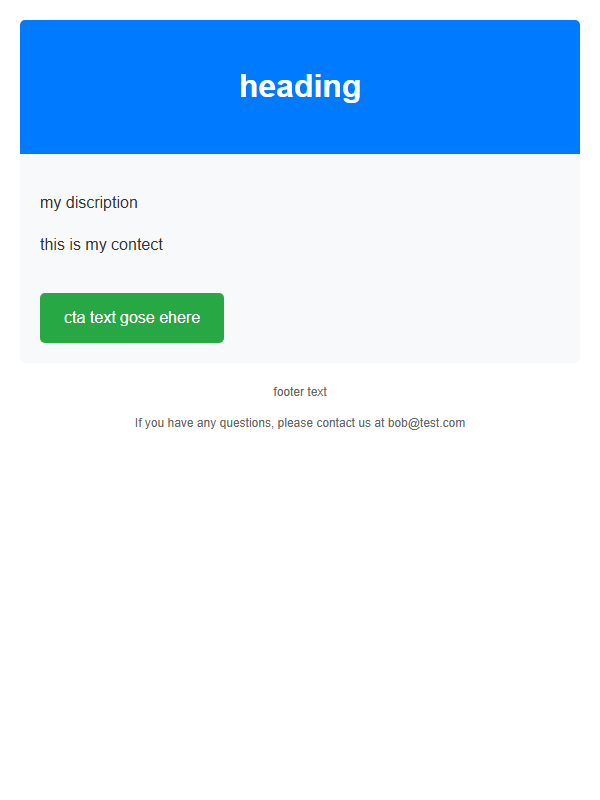 heading
my discription
this is my contect
cta text gose ehere
footer text
If you have any questions, please contact us at bob@test.com